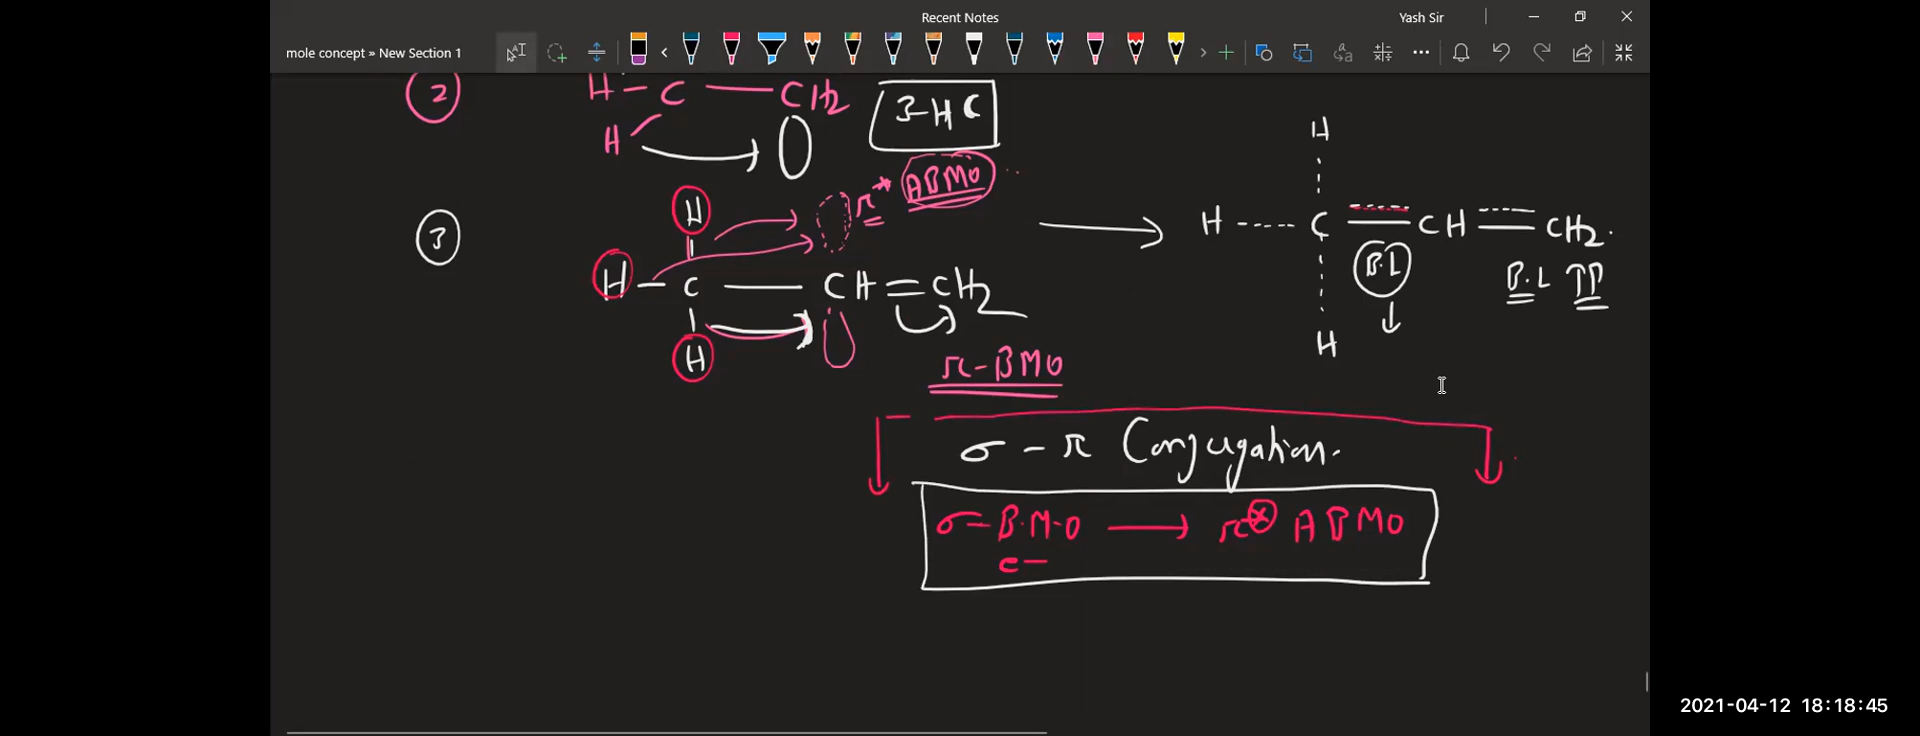 Recent Notes
Yash Sir
mole concept » New Section 1
2
H - C — CH2
H
3-HC
3
H
H - C — CH = CH2
H
π* ABMO
π-BMO
H
H ---- C = CH = CH2.
H
B.L
B.L ↑↑
σ - π Conjugation.
σ- B.M.O → π* ABMO
e-
2021-04-12 18:18:45